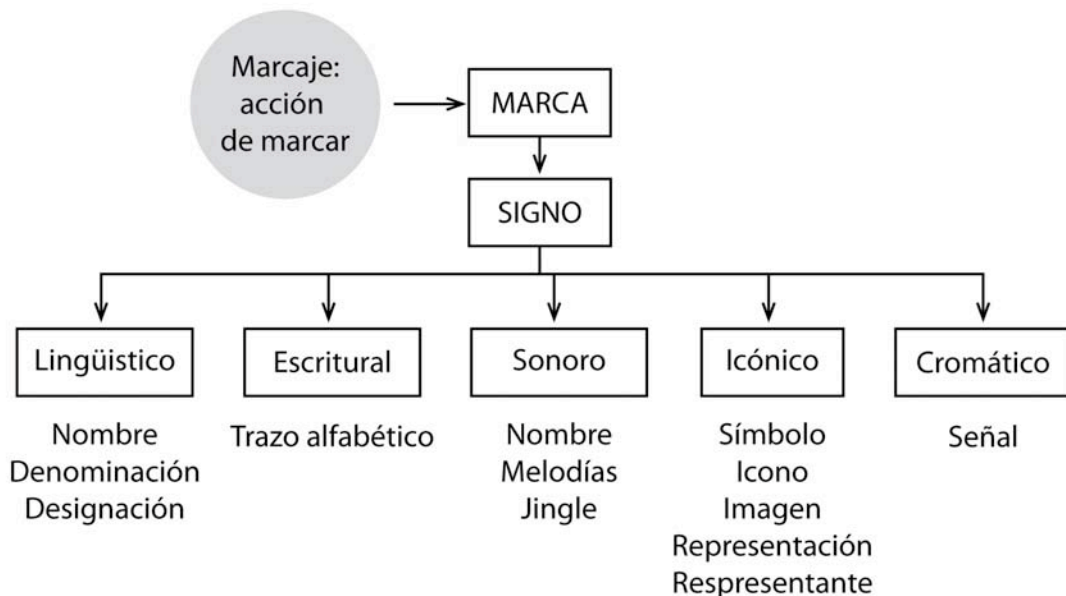 Marcaje:
acción
de marcar
MARCA
SIGNO
Lingüistico
Escritural
Sonoro
Icónico
Cromático
Nombre
Denominación
Designación
Trazo alfabético
Nombre
Melodías
Jingle
Símbolo
Icono
Imagen
Representación
Respresentante
Señal